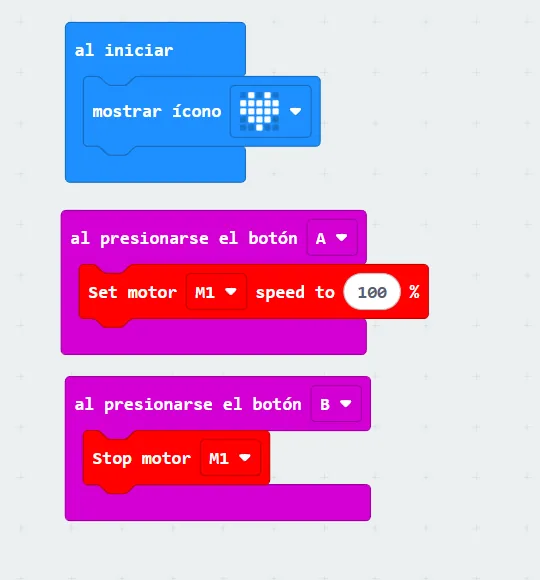 al iniciar
mostrar ícono
al presionarse el botón A
Set motor M1 speed to 100 %
al presionarse el botón B
Stop motor M1